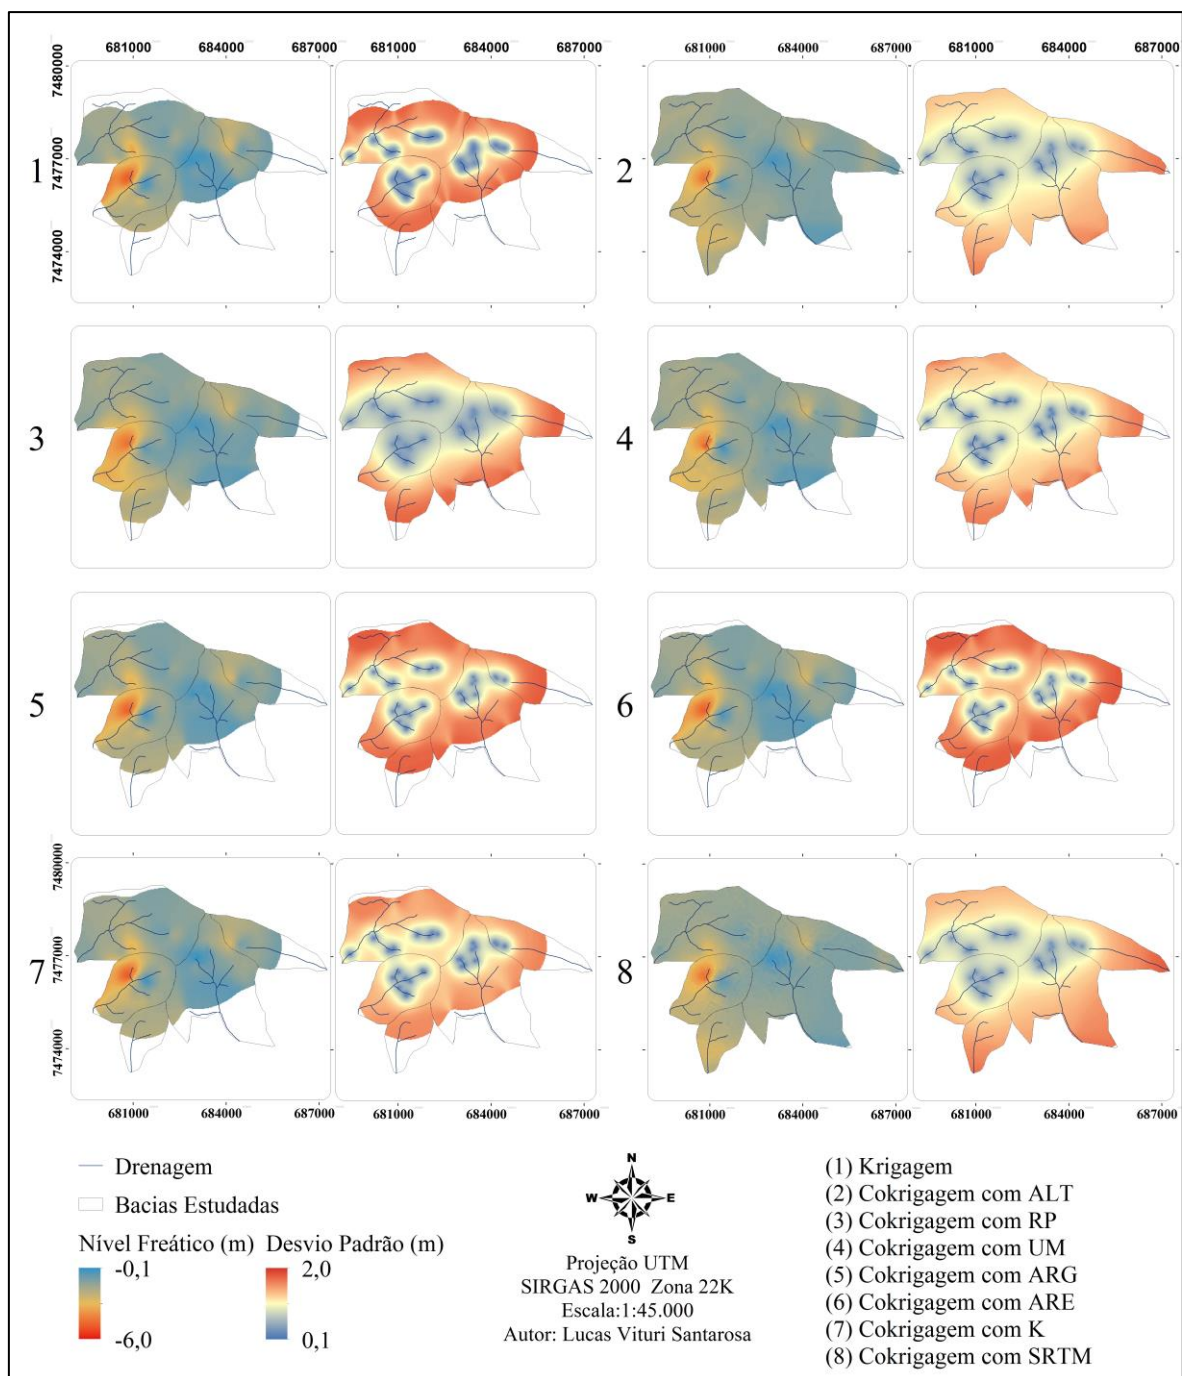 681000 684000 687000 681000 684000 687000 681000 684000 687000 681000 684000 687000
7480000
7477000
7474000
1
2
3
4
5
6
7480000
7477000
7474000
7
8
681000 684000 687000 681000 684000 687000 681000 684000 687000 681000 684000 687000
Drenagem
Bacias Estudadas
Nível Freático (m) Desvio Padrão (m)
-0,1 2,0
-6,0 0,1
N
W E
S
Projeção UTM
SIRGAS 2000 Zona 22K
Escala:1:45.000
Autor: Lucas Vituri Santarosa
(1) Krigagem
(2) Cokrigagem com ALT
(3) Cokrigagem com RP
(4) Cokrigagem com UM
(5) Cokrigagem com ARG
(6) Cokrigagem com ARE
(7) Cokrigagem com K
(8) Cokrigagem com SRTM